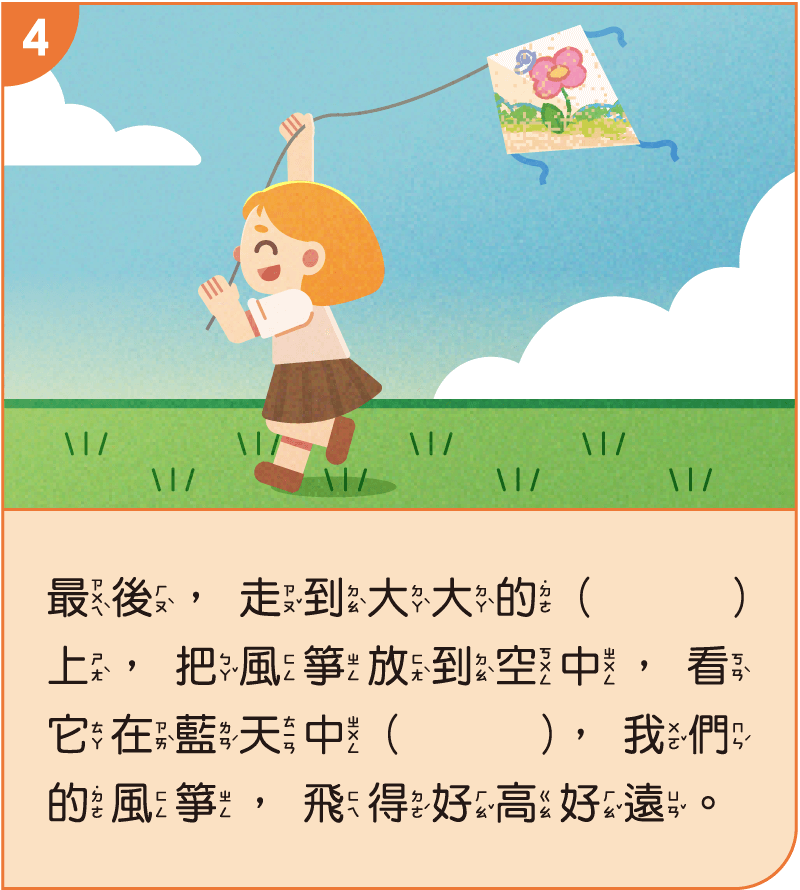 4
最後，走到大大的（　　　）
上，把風箏放到空中，看
它在藍天中（　　　），我們
的風箏，飛得好高好遠。